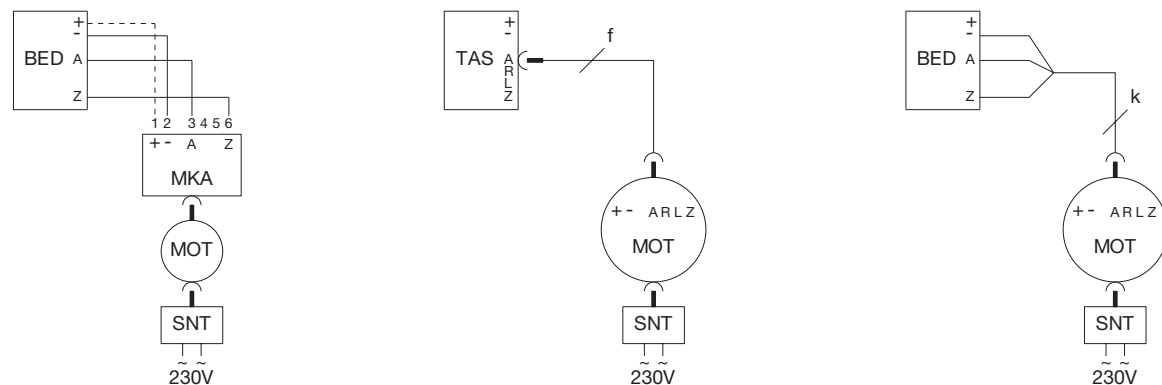 +
-
BED A
Z
1 2 3 4 5 6
+ - A Z
MKA
MOT
SNT
~ ~
230V
+
-
TAS A
R
L
Z
f
+ - A R L Z
MOT
SNT
~ ~
230V
+
-
BED A
Z
k
+ - A R L Z
MOT
SNT
~ ~
230V